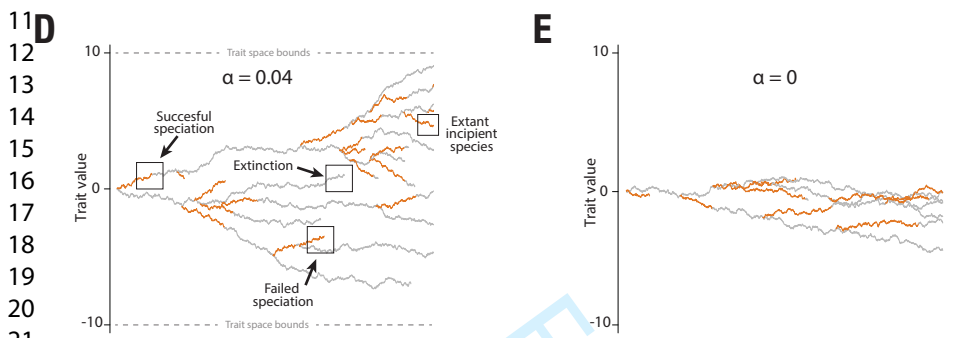 11
12
13
14
15
16
17
18
19
20
21
D
10
Trait space bounds
α = 0.04
Succesful
speciation
Extant
incipient
species
Extinction
Trait value
0
Failed
speciation
-10
Trait space bounds
E
10
α = 0
Trait value
0
-10
E